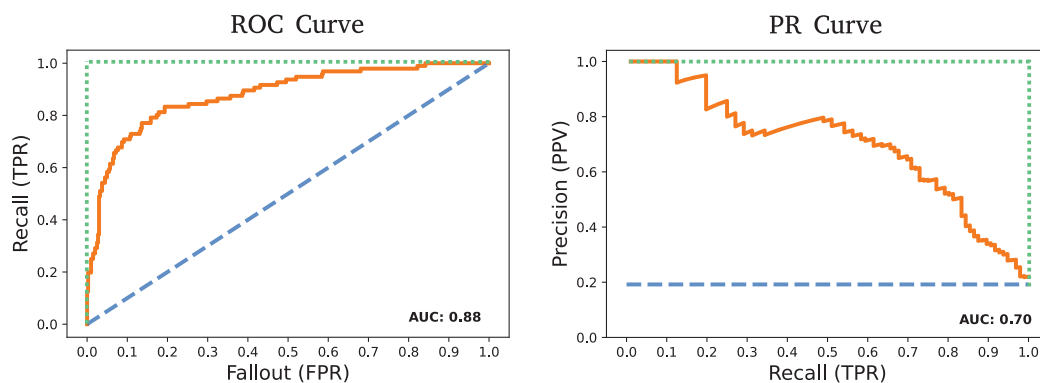 ROC Curve
Recall (TPR)
1.0
0.8
0.6
0.4
0.2
0.0
AUC: 0.88
0.0 0.1 0.2 0.3 0.4 0.5 0.6 0.7 0.8 0.9 1.0
Fallout (FPR)
PR Curve
Precision (PPV)
1.0
0.8
0.6
0.4
0.2
0.0
AUC: 0.70
0.0 0.1 0.2 0.3 0.4 0.5 0.6 0.7 0.8 0.9 1.0
Recall (TPR)